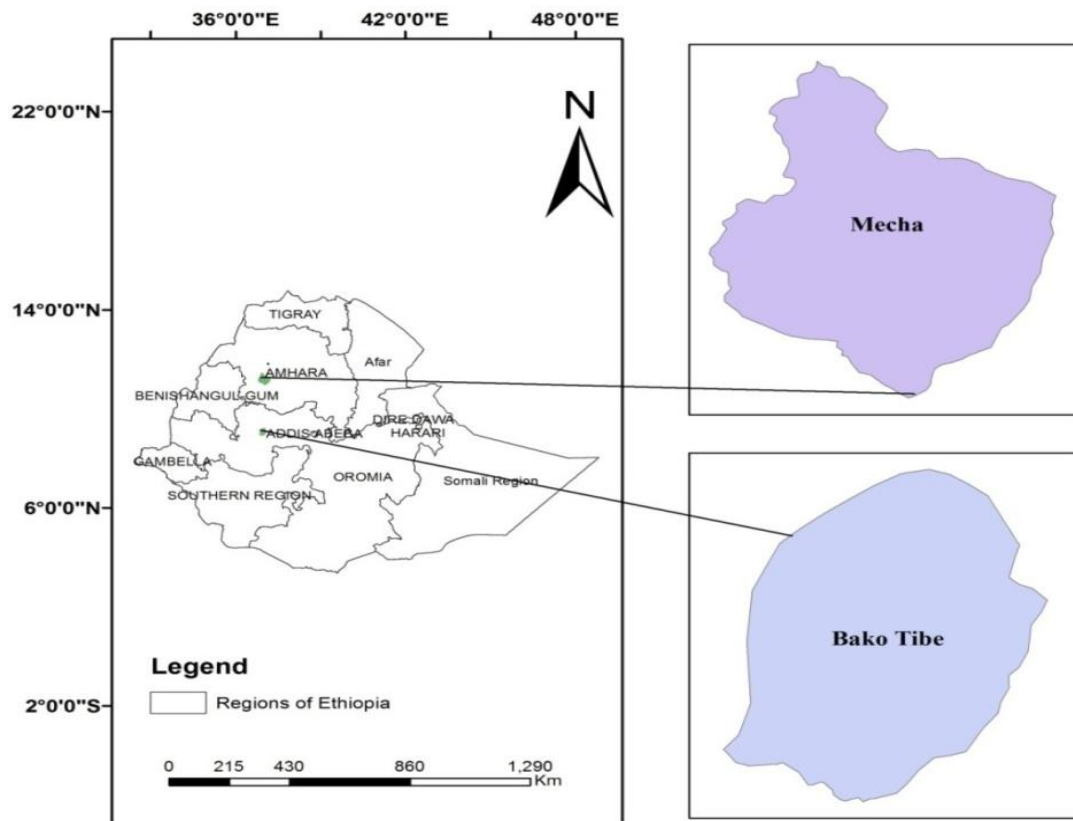 36°0'0"E 42°0'0"E 48°0'0"E
22°0'0"N
14°0'0"N
6°0'0"N
2°0'0"S
N
TIGRAY
Afar
AMHARA
BENISHANGUL-GUM
DIRE DAWA
ADDIS ABEBA
HARARI
GAMBELLA
OROMIA
Somali Region
SOUTHERN REGION
Legend
Regions of Ethiopia
0 215 430 860 1,290
Km
Mecha
Bako Tibe